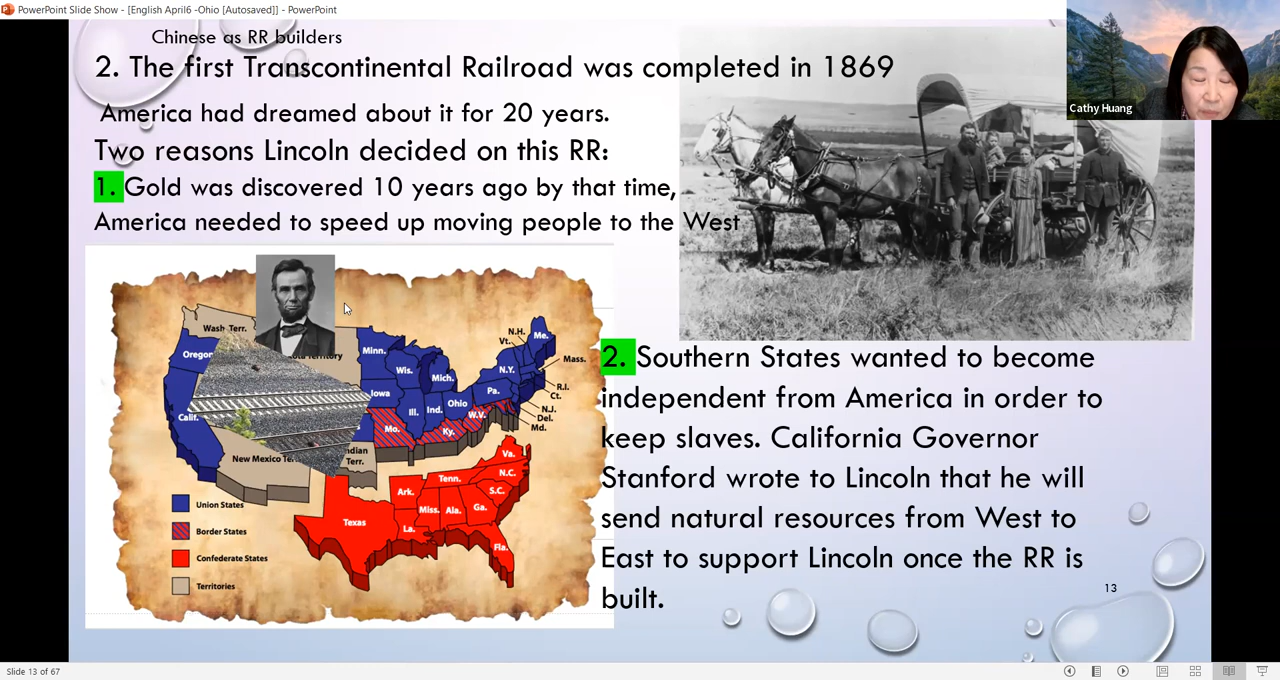 PowerPoint Slide Show - [English April6 -Ohio [Autosaved]] - PowerPoint
Chinese as RR builders
2. The first Transcontinental Railroad was completed in 1869
America had dreamed about it for 20 years.
Two reasons Lincoln decided on this RR:
1. Gold was discovered 10 years ago by that time,
America needed to speed up moving people to the West
Cathy Huang
Wash. Terr.
Oregon
Calif.
New Mexico
Minn.
Wis.
Mich.
Iowa
Ill.
Ind.
Ohio
Pa.
N.Y.
N.H.
Vt.
Me.
Mass.
R.I.
Ct.
N.J.
Del.
Md.
W.V.
Ky.
Mo.
Terr.
Va.
N.C.
Tenn.
S.C.
Ark.
Miss.
Ala.
Ga.
Texas
La.
Fla.
Union States
Border States
Confederate States
Territories
2. Southern States wanted to become
independent from America in order to
keep slaves. California Governor
Stanford wrote to Lincoln that he will
send natural resources from West to
East to support Lincoln once the RR is
built.
13
Slide 13 of 67